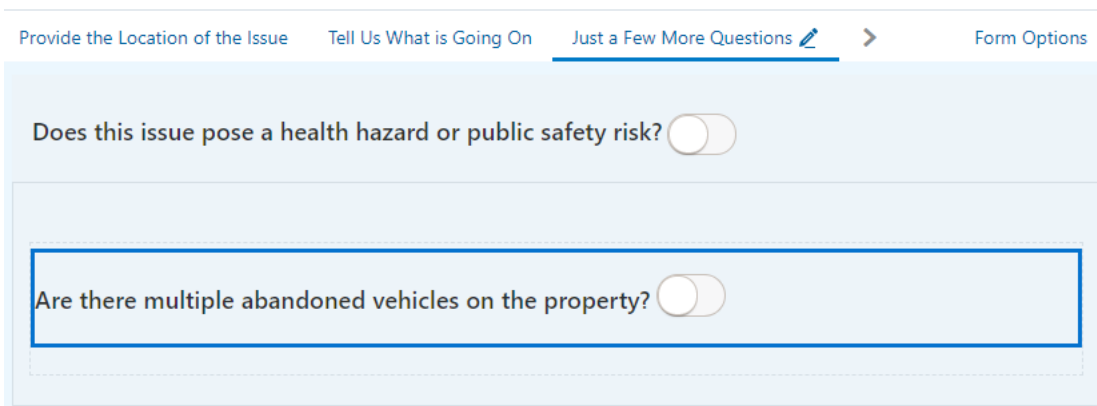 Provide the Location of the Issue Tell Us What is Going On Just a Few More Questions Form Options
Does this issue pose a health hazard or public safety risk?
Are there multiple abandoned vehicles on the property?